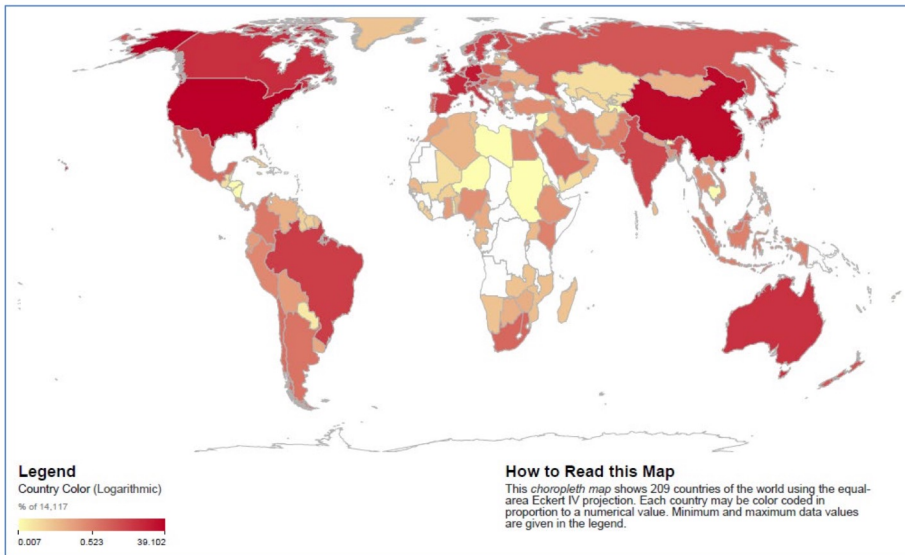 Legend
Country Color (Logarithmic)
% of 14,117
0.007 0.523 39.102
How to Read this Map
This choropleth map shows 209 countries of the world using the equal-
area Eckert IV projection. Each country may be color coded in
proportion to a numerical value. Minimum and maximum data values
are given in the legend.